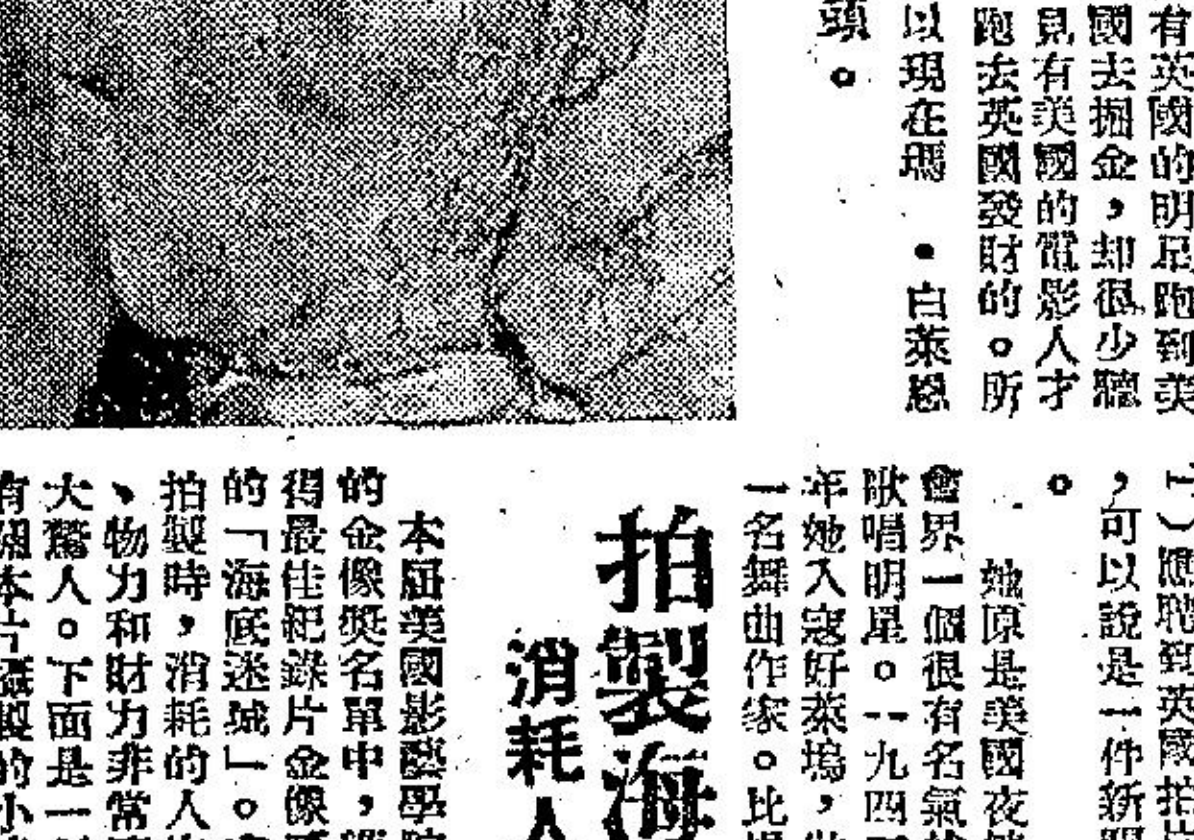 有英國的明星跑到美
國去掘金，却很少聽
見有美國的電影人才
跑去英國發財的。所
以現在瑪 • 白萊恩
頭。
）應聘到英國拍片
，可以說是一件新
。
她原是美國夜
會界一個很有名氣
歌唱明星。一九四
年她入寇好萊塢，
一名舞曲作家。比
拍製海
消耗人
本屆美國影藝學院
的金像獎名單中，獲
得最佳紀錄片金像
的「海底迷城」。
拍製時，消耗的人
、物力和財力非常
大驚人。下面是一
有關本片攝製的小